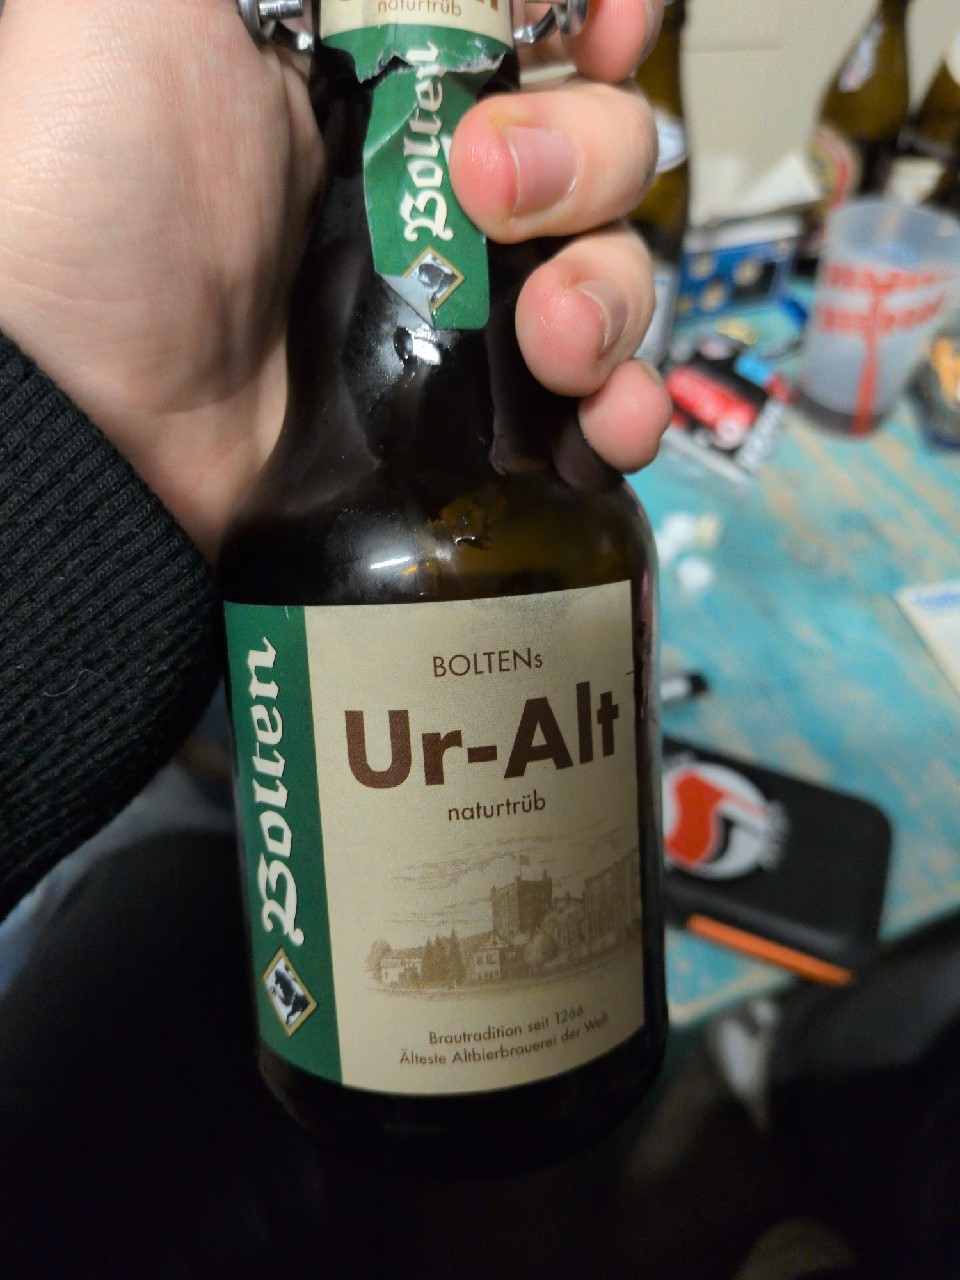 naturtrüb
Bolten
BOLTENs
Ur-Alt
naturtrüb
Bolten
Brautradition seit 1266
Älteste Altbierbrauerei der Welt